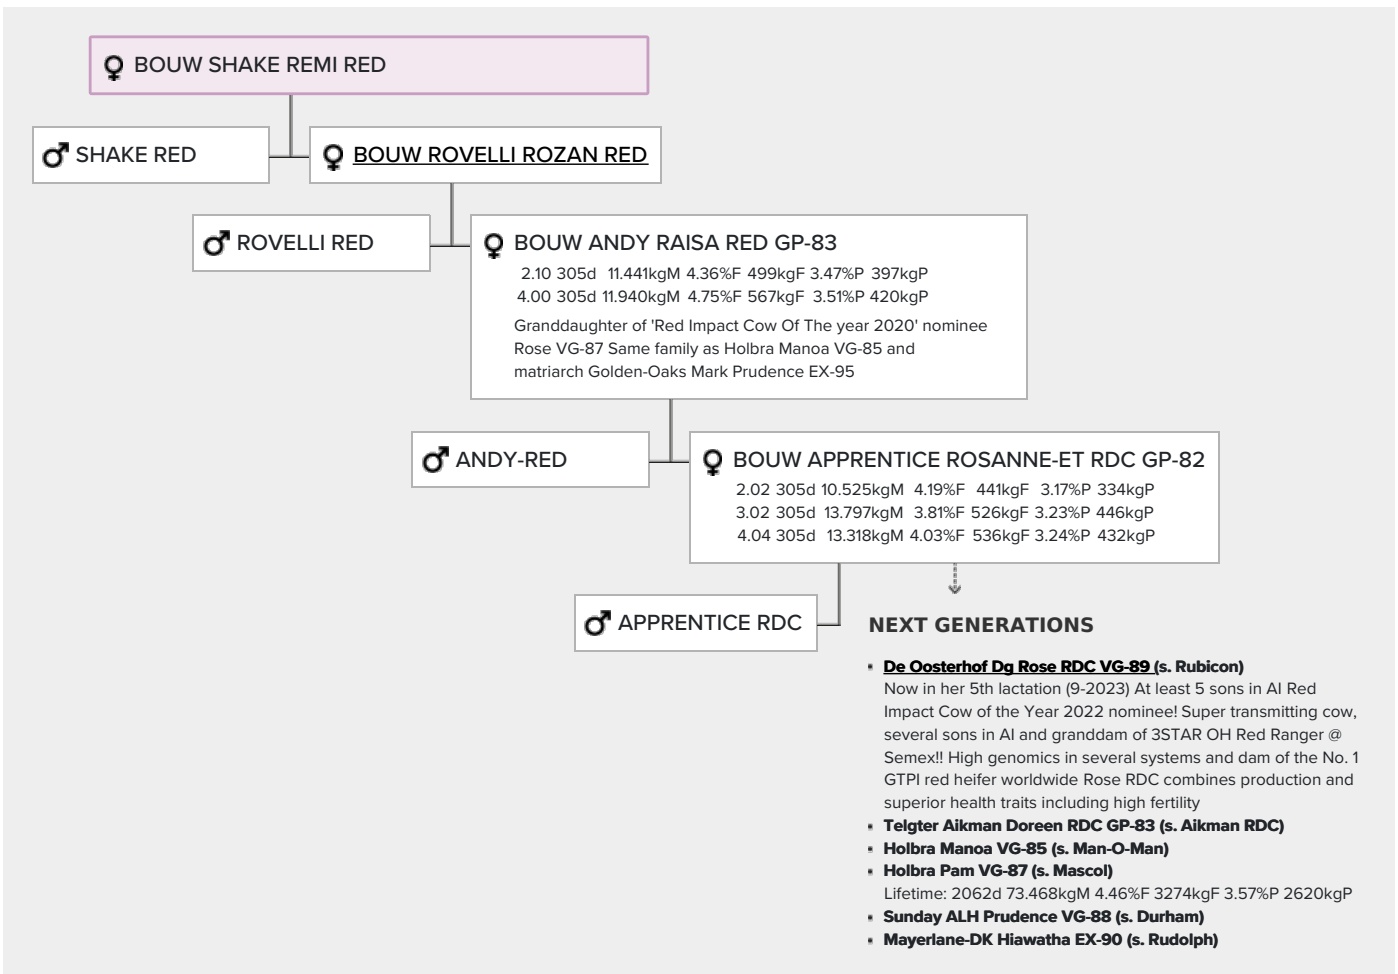 BOUW SHAKE REMI RED
SHAKE RED
BOUW ROVELLI ROZAN RED
ROVELLI RED
BOUW ANDY RAISA RED GP-83
2.10 305d 11.441kgM 4.36%F 499kgF 3.47%P 397kgP
4.00 305d 11.940kgM 4.75%F 567kgF 3.51%P 420kgP
Granddaughter of 'Red Impact Cow Of The year 2020' nominee
Rose VG-87 Same family as Holbra Manoa VG-85 and
matriarch Golden-Oaks Mark Prudence EX-95
ANDY-RED
BOUW APPRENTICE ROSANNE-ET RDC GP-82
2.02 305d 10.525kgM 4.19%F 441kgF 3.17%P 334kgP
3.02 305d 13.797kgM 3.81%F 526kgF 3.23%P 446kgP
4.04 305d 13.318kgM 4.03%F 536kgF 3.24%P 432kgP
APPRENTICE RDC
NEXT GENERATIONS
De Oosterhof Dg Rose RDC VG-89 (s. Rubicon)
Now in her 5th lactation (9-2023) At least 5 sons in AI Red
Impact Cow of the Year 2022 nominee! Super transmitting cow,
several sons in AI and granddam of 3STAR OH Red Ranger @
Semex!! High genomics in several systems and dam of the No. 1
GTPI red heifer worldwide Rose RDC combines production and
superior health traits including high fertility
Telgter Aikman Doreen RDC GP-83 (s. Aikman RDC)
Holbra Manoa VG-85 (s. Man-O-Man)
Holbra Pam VG-87 (s. Mascol)
Lifetime: 2062d 73.468kgM 4.46%F 3274kgF 3.57%P 2620kgP
Sunday ALH Prudence VG-88 (s. Durham)
Mayerlane-DK Hiawatha EX-90 (s. Rudolph)